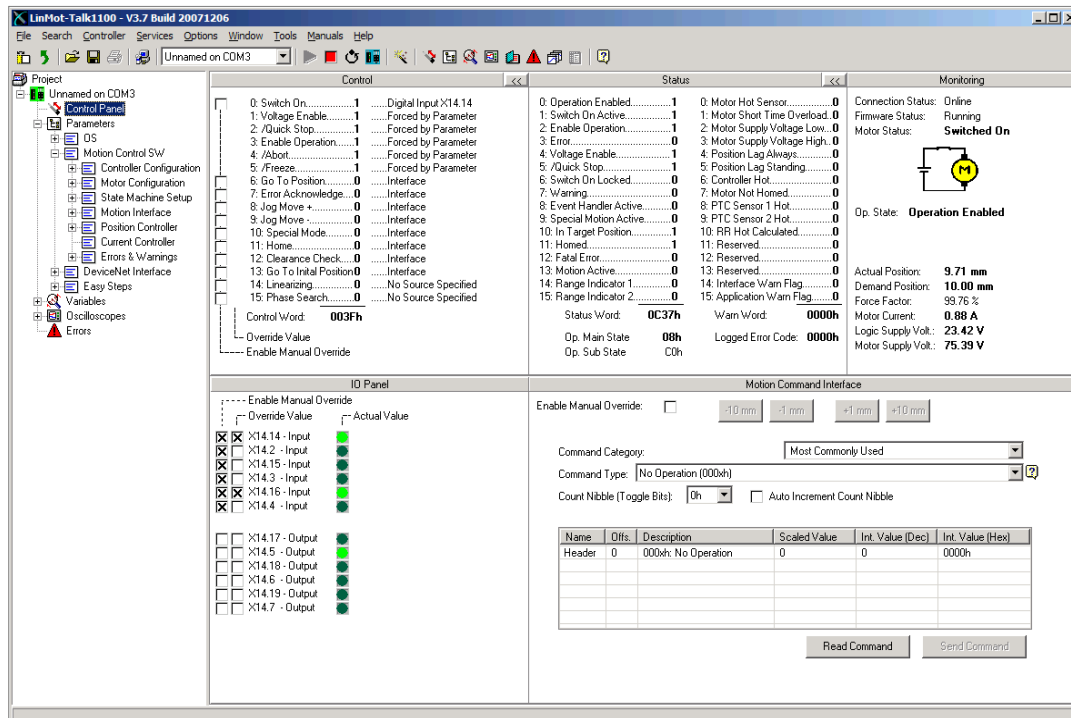 LinMot-Talk1100 - V3.7 Build 20071206
File Search Controller Services Options Window Tools Manuals Help
Unnamed on COM3
Project
Unnamed on COM3
Control Panel
Parameters
OS
Motion Control SW
Controller Configuration
Motor Configuration
State Machine Setup
Motion Interface
Position Controller
Current Controller
Errors & Warnings
DeviceNet Interface
Easy Steps
Variables
Oscilloscopes
Errors
Control <<
0: Switch On.................1 .....Digital Input X14.14
1: Voltage Enable..........1 .....Forced by Parameter
2: /Quick Stop...............1 .....Forced by Parameter
3: Enable Operation.......1 .....Forced by Parameter
4: /Abort.......................1 .....Forced by Parameter
5: /Freeze.....................1 .....Forced by Parameter
6: Go To Position...........0 .....Interface
7: Error Acknowledge....0 .....Interface
8: Jog Move +...............0 .....Interface
9: Jog Move -................0 .....Interface
10: Special Mode...........0 .....Interface
11: Home......................0 .....Interface
12: Clearance Check.....0 .....Interface
13: Go To Inital Position 0 .....Interface
14: Linearizing...............0 .....No Source Specified
15: Phase Search.........0 .....No Source Specified
Control Word: 003Fh
Override Value
Enable Manual Override
Status <<
0: Operation Enabled.............1
1: Switch On Active................1
2: Enable Operation................1
3: Error...................................0
4: Voltage Enable...................1
5: /Quick Stop........................1
6: Switch On Locked..............0
7: Warning..............................0
8: Event Handler Active..........0
9: Special Motion Active.........0
10: In Target Position..............1
11: Homed..............................1
12: Fatal Error.........................0
13: Motion Active....................0
14: Range Indicator 1.............0
15: Range Indicator 2.............0
Status Word: 0C37h
Op. Main State 08h
Op. Sub State C0h
0: Motor Hot Sensor...............0
1: Motor Short Time Overload..0
2: Motor Supply Voltage Low...0
3: Motor Supply Voltage High..0
4: Position Lag Always............0
5: Position Lag Standing.........0
6: Controller Hot......................0
7: Motor Not Homed...............0
8: PTC Sensor 1 Hot...............0
9: PTC Sensor 2 Hot...............0
10: RR Hot Calculated............0
11: Reserved..........................0
12: Reserved..........................0
13: Reserved..........................0
14: Interface Warn Flag..........0
15: Application Warn Flag.......0
Warn Word: 0000h
Logged Error Code: 0000h
Monitoring
Connection Status: Online
Firmware Status: Running
Motor Status: Switched On
M
Op. State: Operation Enabled
Actual Position: 9.71 mm
Demand Position: 10.00 mm
Force Factor: 99.76 %
Motor Current: 0.88 A
Logic Supply Volt.: 23.42 V
Motor Supply Volt.: 75.39 V
IO Panel
Enable Manual Override
Override Value Actual Value
X14.14 - Input
X14.2 - Input
X14.15 - Input
X14.3 - Input
X14.16 - Input
X14.4 - Input
X14.17 - Output
X14.5 - Output
X14.18 - Output
X14.6 - Output
X14.19 - Output
X14.7 - Output
Motion Command Interface
Enable Manual Override: -10 mm -1 mm +1 mm +10 mm
Command Category: Most Commonly Used
Command Type: No Operation (000xh)
Count Nibble (Toggle Bits): 0h Auto Increment Count Nibble
Name Offs. Description Scaled Value Int. Value (Dec) Int. Value (Hex)
Header 0 000xh: No Operation 0 0 0000h
Read Command Send Command